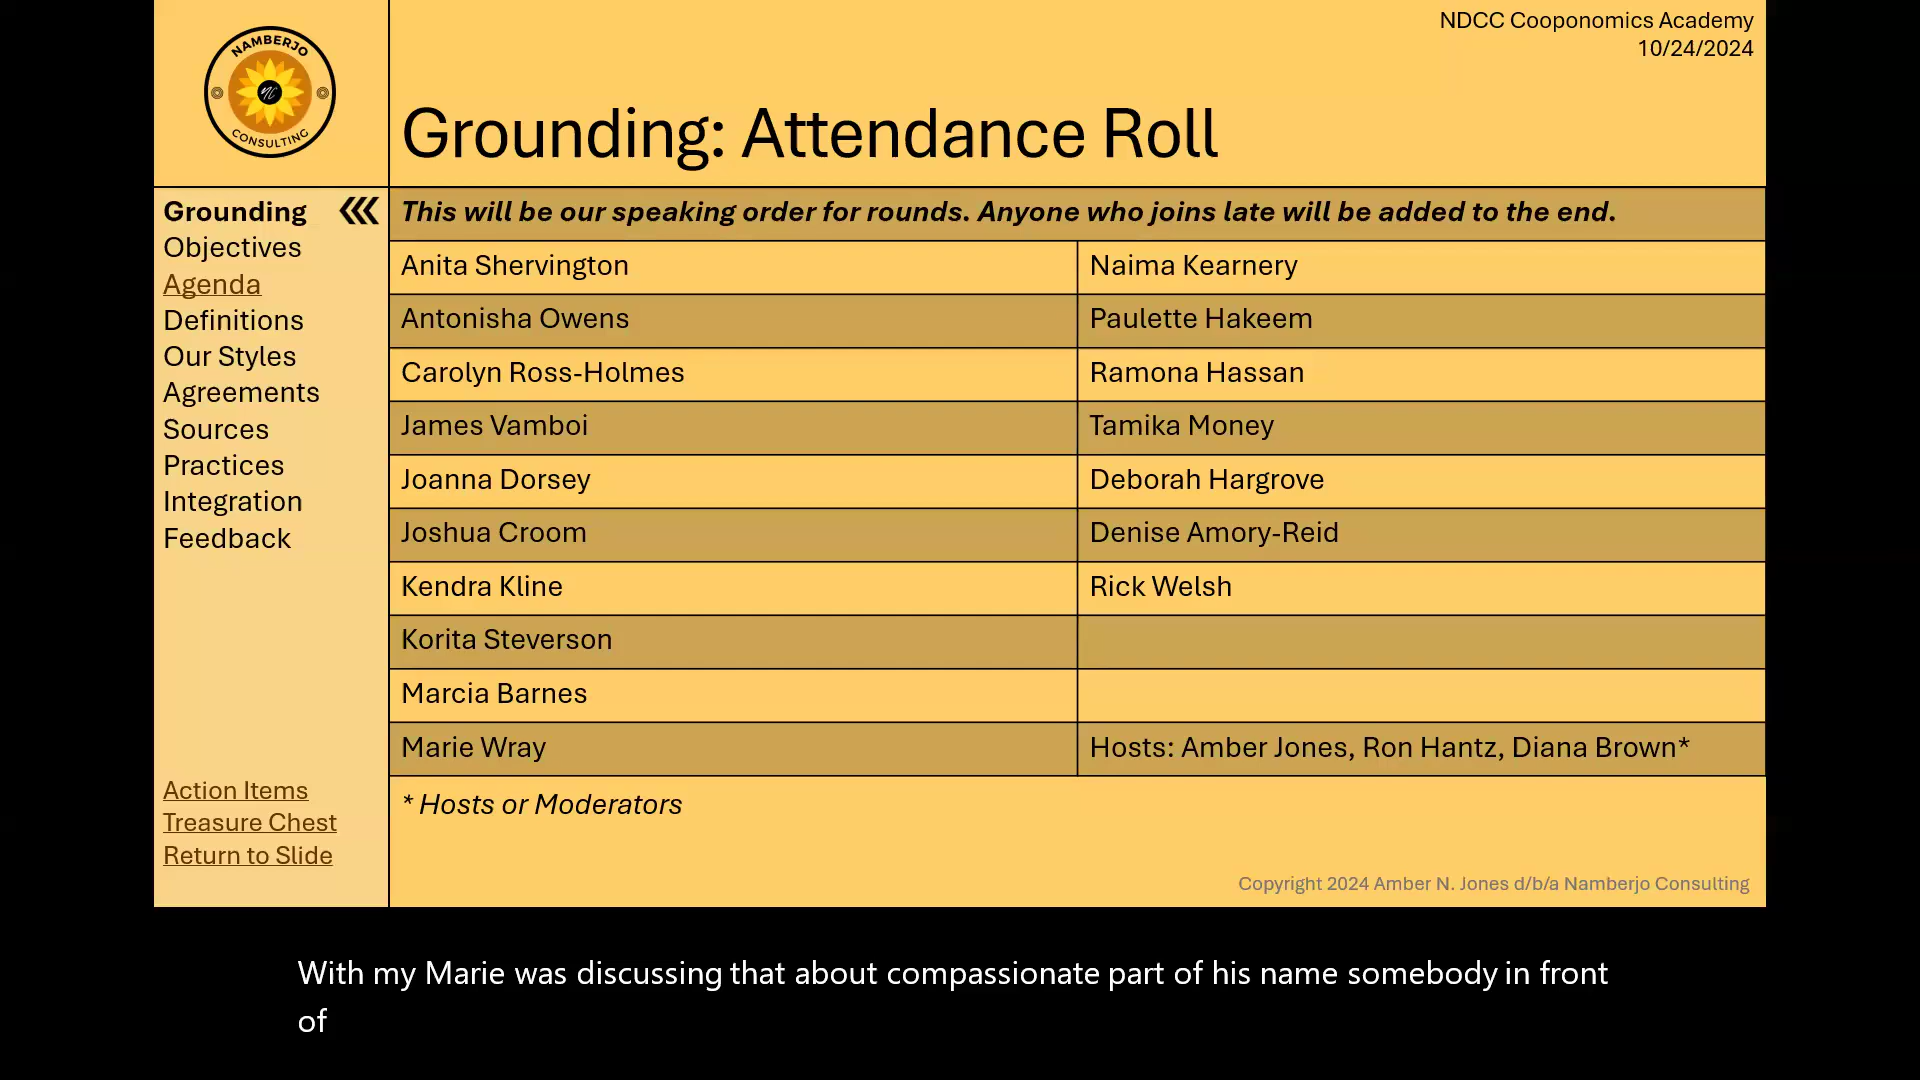 NAMBERJO
NC
CONSULTING
NDCC Cooponomics Academy
10/24/2024
Grounding: Attendance Roll
Grounding
Objectives
Agenda
Definitions
Our Styles
Agreements
Sources
Practices
Integration
Feedback
Action Items
Treasure Chest
Return to Slide
This will be our speaking order for rounds. Anyone who joins late will be added to the end.
Anita Shervington
Antonisha Owens
Carolyn Ross-Holmes
James Vamboi
Joanna Dorsey
Joshua Croom
Kendra Kline
Korita Steverson
Marcia Barnes
Marie Wray
Naima Kearnery
Paulette Hakeem
Ramona Hassan
Tamika Money
Deborah Hargrove
Denise Amory-Reid
Rick Welsh
Hosts: Amber Jones, Ron Hantz, Diana Brown*
* Hosts or Moderators
Copyright 2024 Amber N. Jones d/b/a Namberjo Consulting
With my Marie was discussing that about compassionate part of his name somebody in front
of